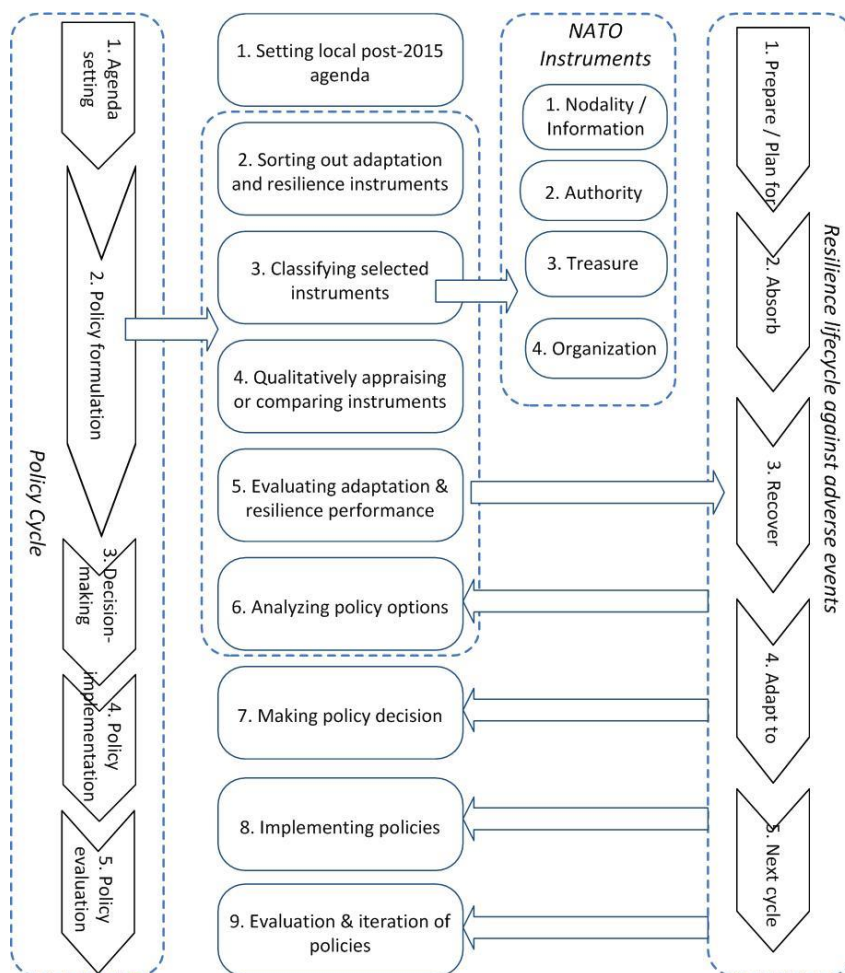 Policy Cycle
1. Agenda
setting
2. Policy formulation
3. Decision-
making
4. Policy
implementation
5. Policy
evaluation
1. Setting local post-2015
agenda
2. Sorting out adaptation
and resilience instruments
3. Classifying selected
instruments
4. Qualitatively appraising
or comparing instruments
5. Evaluating adaptation &
resilience performance
6. Analyzing policy options
7. Making policy decision
8. Implementing policies
9. Evaluation & iteration of
policies
NATO
Instruments
1. Nodality /
Information
2. Authority
3. Treasure
4. Organization
1. Prepare / Plan for
2. Absorb
3. Recover
4. Adapt to
5. Next cycle
Resilience lifecycle against adverse events